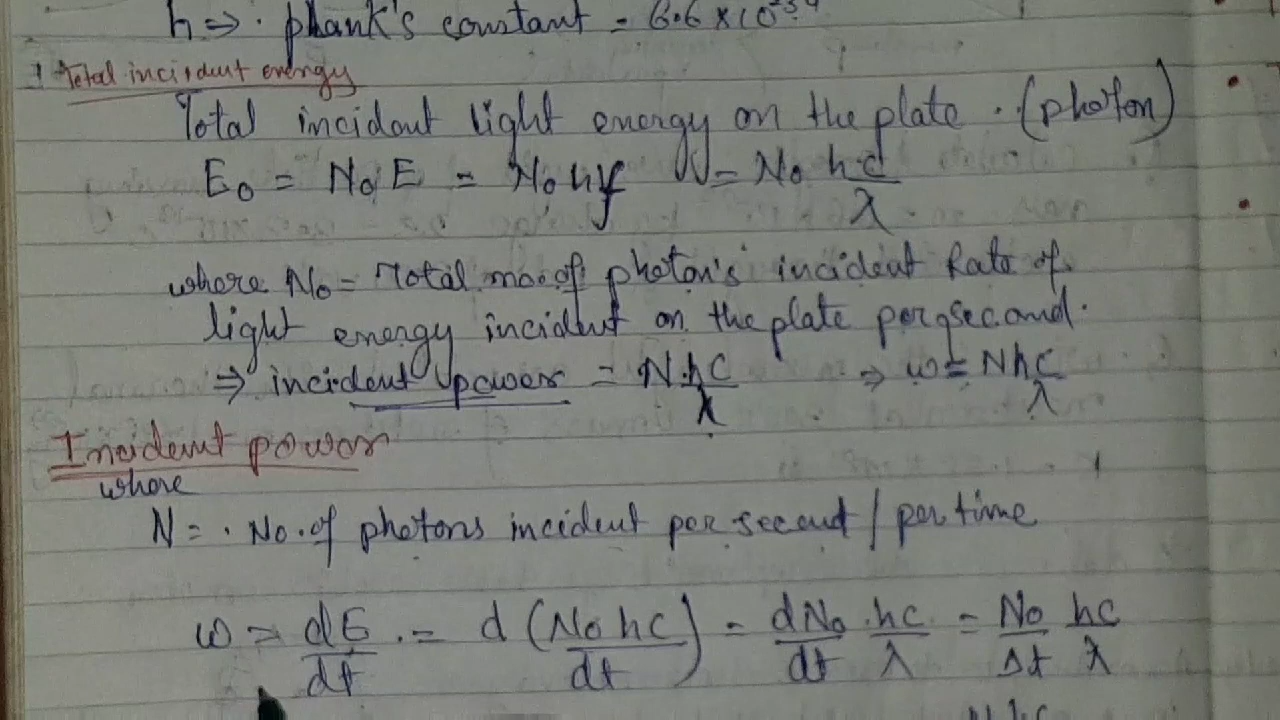 h ⇒ . plank's constant = 6.6 × 10⁻³⁴
Total incident energy
Total incident light energy on the plate . (photon)
E₀ = N₀E = N₀hf = N₀ hc/λ
where N₀ = Total no. of photon's incident Rate of
light energy incident on the plate per second.
⇒ incident power = N.hC/λ ⇒ w = NhC/λ
Incident power
where
N = . No. of photons incident per second / per time
w = dE/dt = d (N₀ hc/dt) = dN₀/dt . hc/λ = N₀/Δt hc/λ